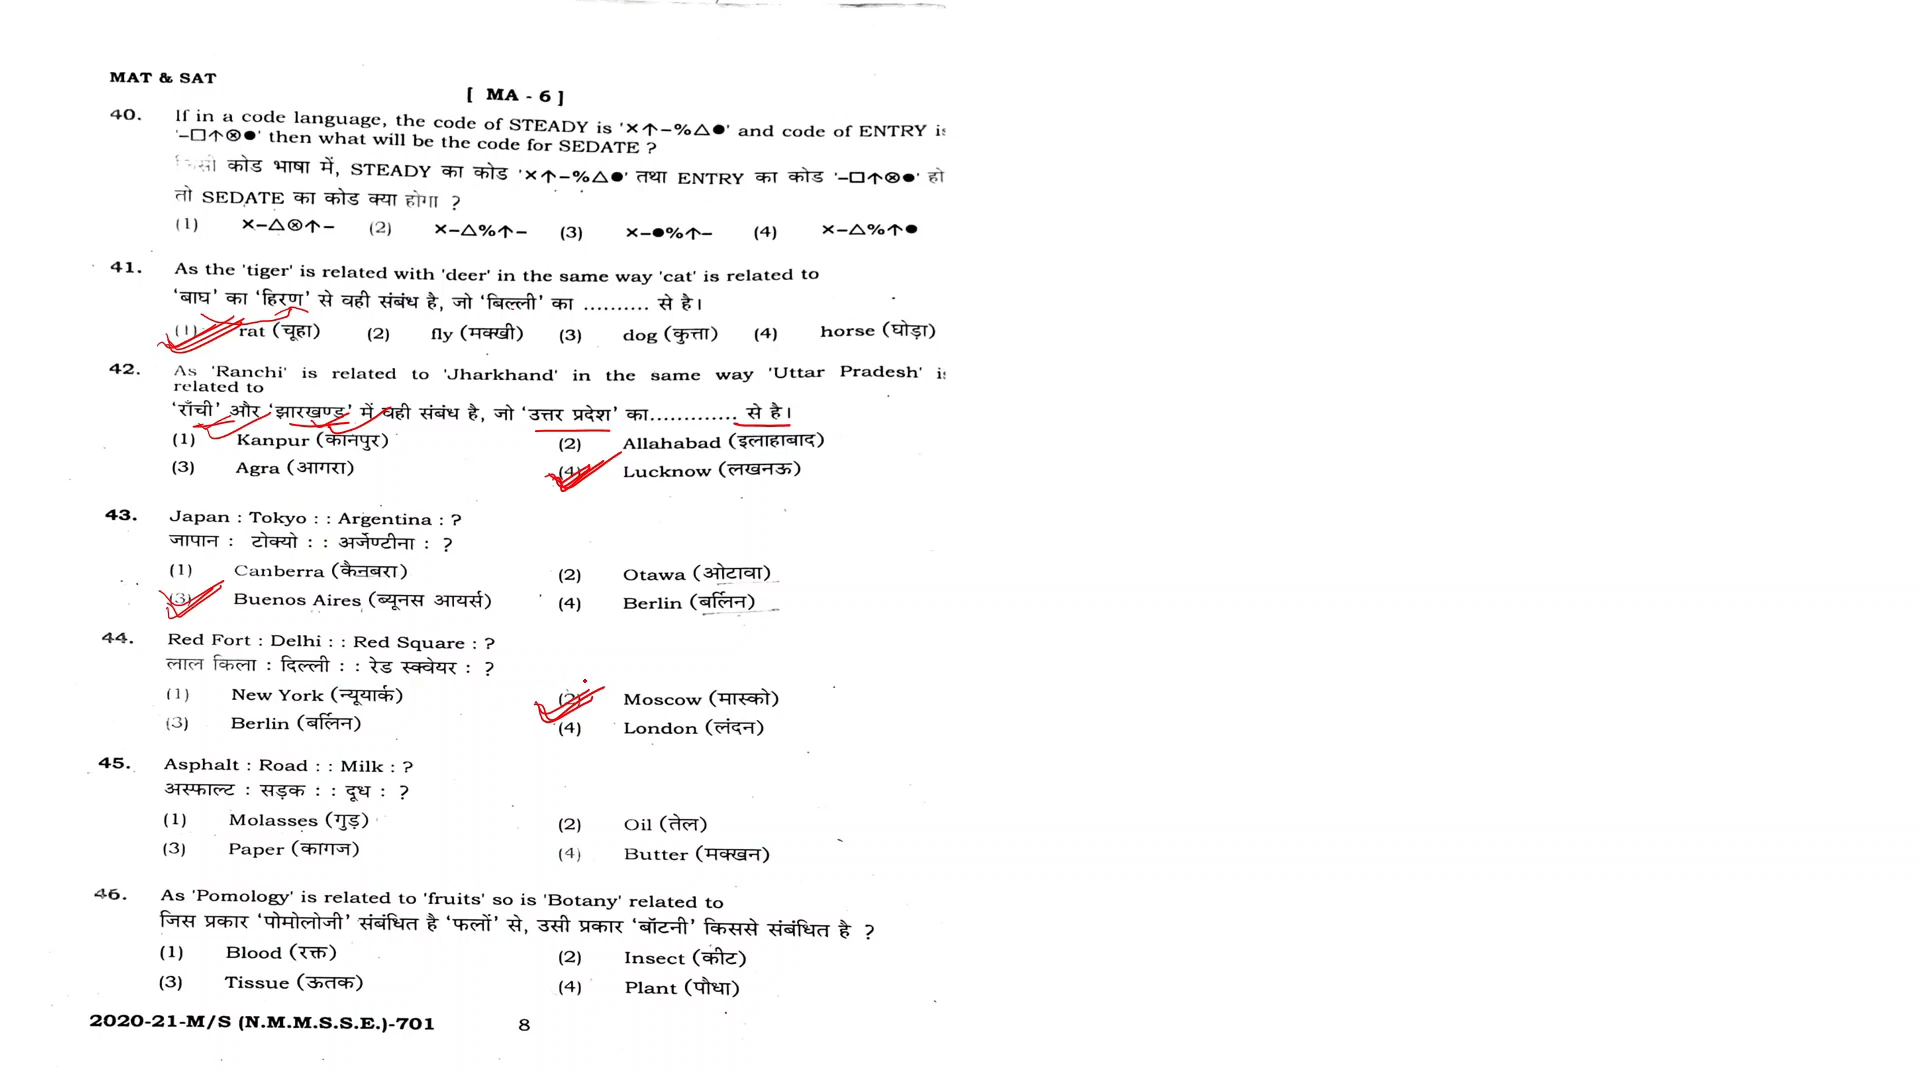 MAT & SAT
[ MA - 6 ]
40. If in a code language, the code of STEADY is '×↑−%△●' and code of ENTRY is
'−□↑⊗●' then what will be the code for SEDATE ?
किसी कोड भाषा में, STEADY का कोड '×↑−%△●' तथा ENTRY का कोड '−□↑⊗●' हो
तो SEDATE का कोड क्या होगा ?
(1) ×−△⊗↑− (2) ×−△%↑− (3) ×−●%↑− (4) ×−△%↑●
41. As the 'tiger' is related with 'deer' in the same way 'cat' is related to
'बाघ' का 'हिरण' से वही संबंध है, जो 'बिल्ली' का .......... से है।
(1) rat (चूहा) (2) fly (मक्खी) (3) dog (कुत्ता) (4) horse (घोड़ा)
42. As 'Ranchi' is related to 'Jharkhand' in the same way 'Uttar Pradesh' is
related to
'राँची' और 'झारखण्ड' में वही संबंध है, जो 'उत्तर प्रदेश' का............. से है।
(1) Kanpur (कानपुर) (2) Allahabad (इलाहाबाद)
(3) Agra (आगरा) (4) Lucknow (लखनऊ)
43. Japan : Tokyo : : Argentina : ?
जापान : टोक्यो : : अर्जेण्टीना : ?
(1) Canberra (कैनबरा) (2) Otawa (ओटावा)
(3) Buenos Aires (ब्यूनस आयर्स) (4) Berlin (बर्लिन)
44. Red Fort : Delhi : : Red Square : ?
लाल किला : दिल्ली : : रेड स्क्वेयर : ?
(1) New York (न्यूयार्क) (2) Moscow (मास्को)
(3) Berlin (बर्लिन) (4) London (लंदन)
45. Asphalt : Road : : Milk : ?
अस्फाल्ट : सड़क : : दूध : ?
(1) Molasses (गुड़) (2) Oil (तेल)
(3) Paper (कागज) (4) Butter (मक्खन)
46. As 'Pomology' is related to 'fruits' so is 'Botany' related to
जिस प्रकार 'पोमोलोजी' संबंधित है 'फलों' से, उसी प्रकार 'बॉटनी' किससे संबंधित है ?
(1) Blood (रक्त) (2) Insect (कीट)
(3) Tissue (ऊतक) (4) Plant (पौधा)
2020-21-M/S (N.M.M.S.S.E.)-701 8